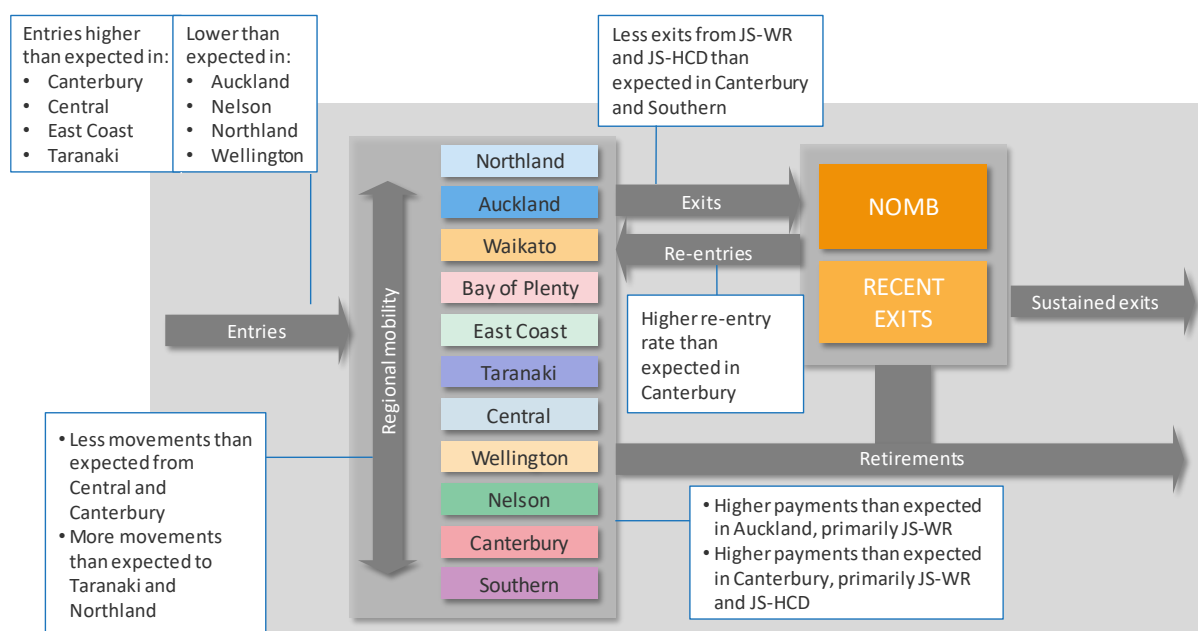 Entries higher
than expected in:
• Canterbury
• Central
• East Coast
• Taranaki
Lower than
expected in:
• Auckland
• Nelson
• Northland
• Wellington
Less exits from JS-WR
and JS-HCD than
expected in Canterbury
and Southern
Entries
Regional mobility
Northland
Auckland
Waikato
Bay of Plenty
East Coast
Taranaki
Central
Wellington
Nelson
Canterbury
Southern
Exits
Re-entries
NOMB
RECENT
EXITS
Sustained exits
Higher re-entry
rate than
expected in
Canterbury
Retirements
• Less movements than
expected from
Central and
Canterbury
• More movements
than expected to
Taranaki and
Northland
• Higher payments than expected
in Auckland, primarily JS-WR
• Higher payments than expected
in Canterbury, primarily JS-WR
and JS-HCD